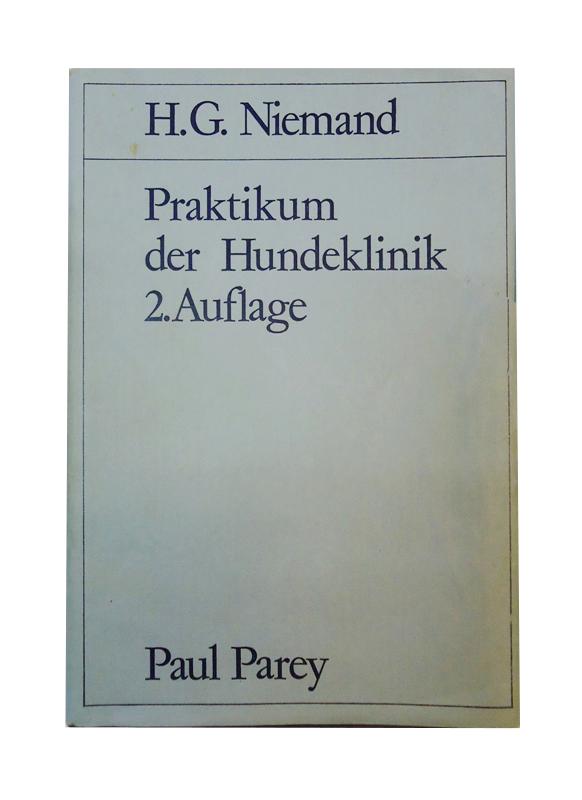 H.G. Niemand
Praktikum
der Hundeklinik
2.Auflage
Paul Parey